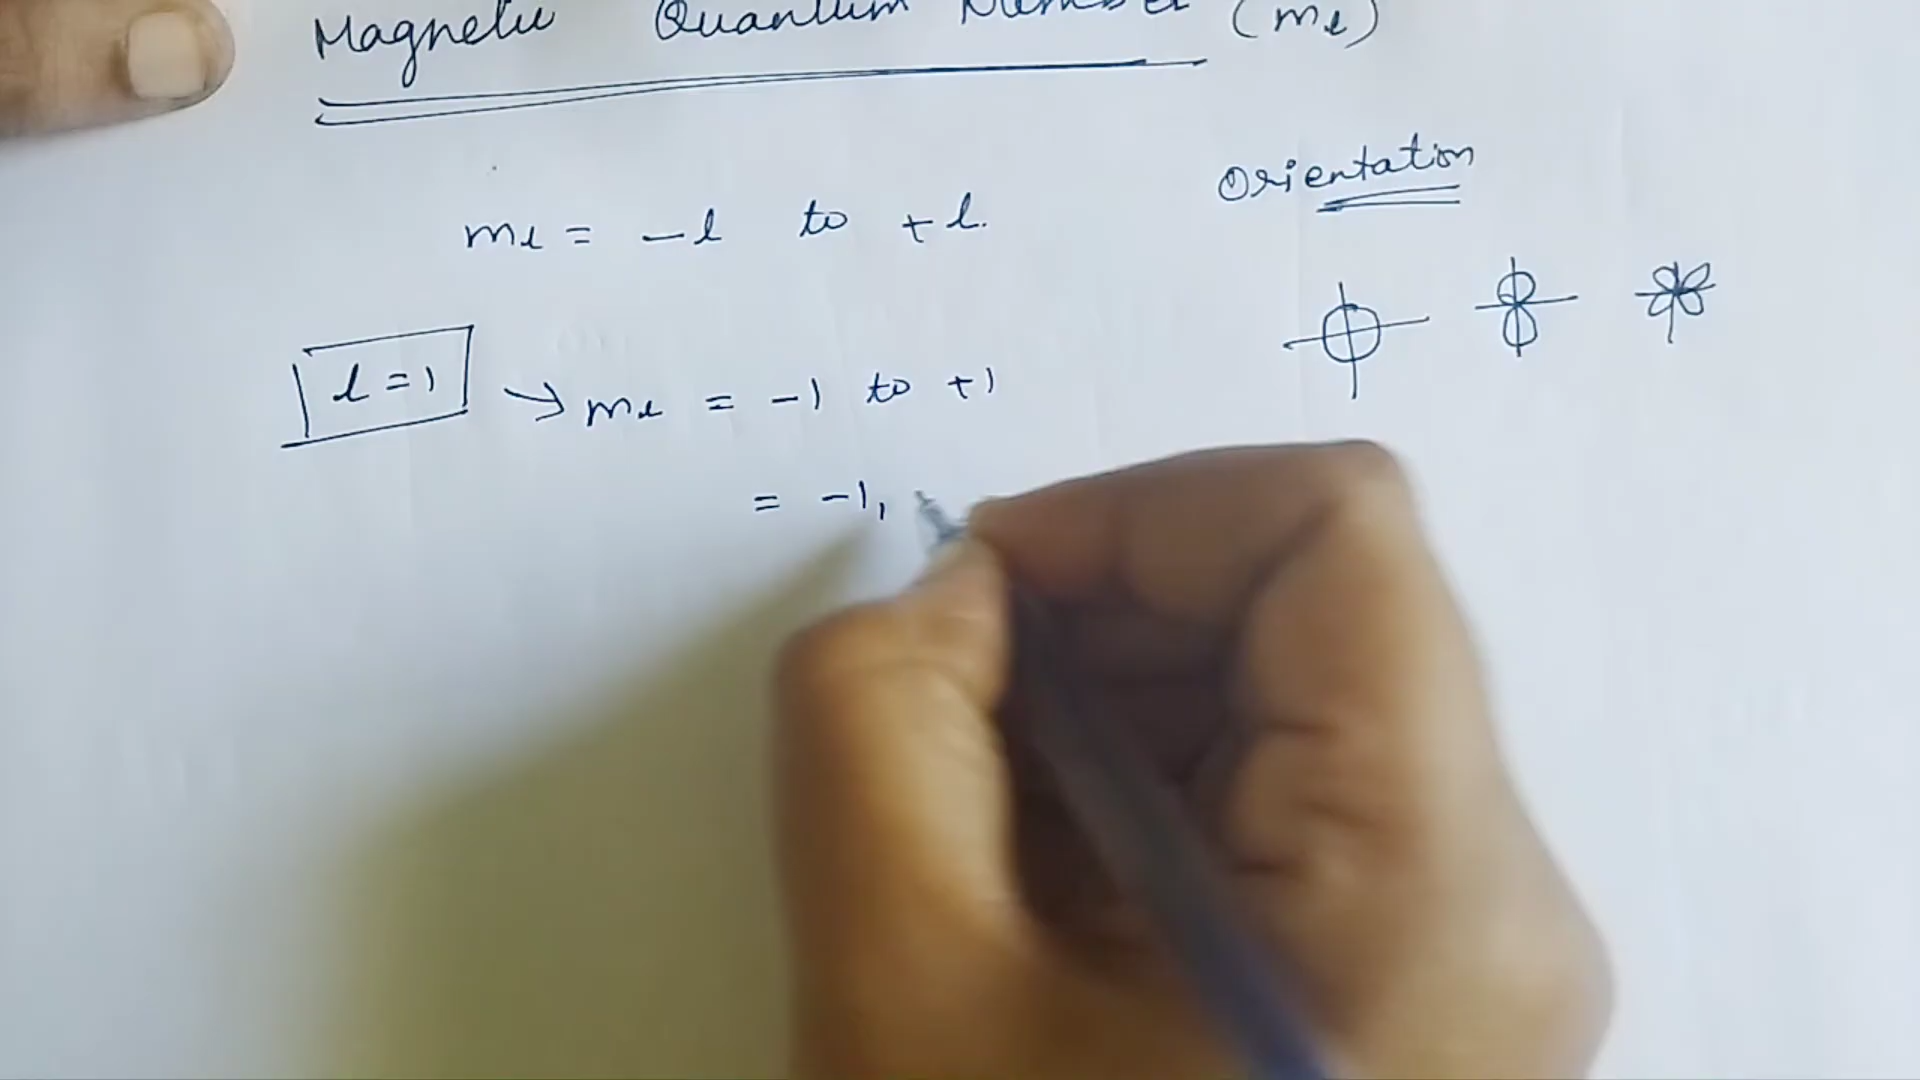 Magnetic Quantum Number (ml)
Orientation
ml = -l to +l.
l = 1 → ml = -1 to +1
= -1,